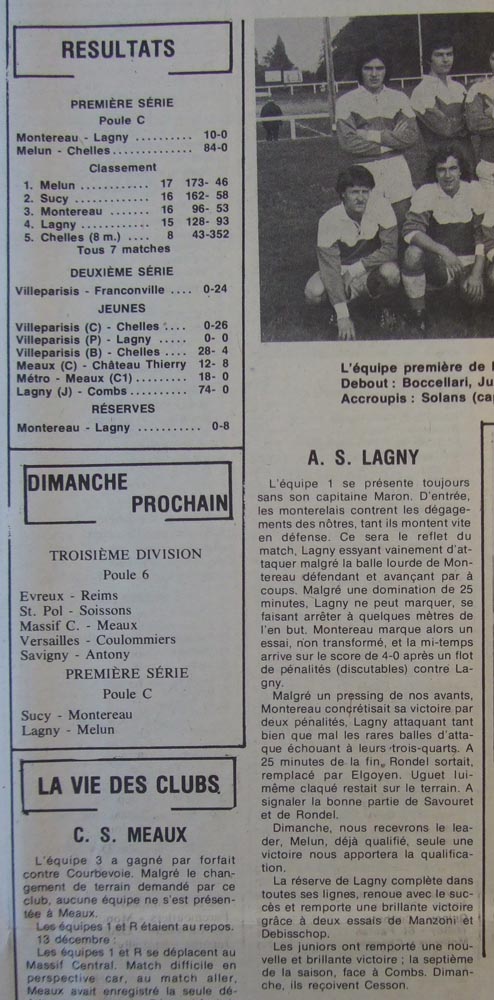 RESULTATS
PREMIÈRE SÉRIE
Poule C
Montereau - Lagny .......... 10-0
Melun - Chelles .............. 84-0
Classement
1. Melun ............ 17 173- 46
2. Sucy ............. 16 162- 58
3. Montereau ....... 16 96- 53
4. Lagny ............ 15 128- 93
5. Chelles (8 m.) .... 8 43-352
Tous 7 matches
DEUXIÈME SÉRIE
Villeparisis - Franconville .... 0-24
JEUNES
Villeparisis (C) - Chelles .... 0-26
Villeparisis (P) - Lagny ..... 0- 0
Villeparisis (B) - Chelles .... 28- 4
Meaux (C) - Château Thierry 12- 8
Métro - Meaux (C1) ......... 18- 0
Lagny (J) - Combs .......... 74- 0
RÉSERVES
Montereau - Lagny ........... 0-8
DIMANCHE
PROCHAIN
TROISIÈME DIVISION
Poule 6
Evreux - Reims
St. Pol - Soissons
Massif C. - Meaux
Versailles - Coulommiers
Savigny - Antony
PREMIÈRE SÉRIE
Poule C
Sucy - Montereau
Lagny - Melun
LA VIE DES CLUBS
C. S. MEAUX
L'équipe 3 a gagné par forfait
contre Courbevoie. Malgré le chan-
gement de terrain demandé par ce
club, aucune équipe ne s'est présen-
tée à Meaux.
Les équipes 1 et R étaient au repos.
13 décembre :
Les équipes 1 et R se déplacent au
Massif Central. Match difficile en
perspective car, au match aller,
Meaux avait enregistré la seule dé-
L'équipe première de
Debout : Boccellari, Ju
Accroupis : Solans (ca
A. S. LAGNY
L'équipe 1 se présente toujours
sans son capitaine Maron. D'entrée,
les monterelais contrent les dégage-
ments des nôtres, tant ils montent vite
en défense. Ce sera le reflet du
match, Lagny essyant vainement d'at-
taquer malgré la balle lourde de Mon-
tereau défendant et avançant par à
coups. Malgré une domination de 25
minutes, Lagny ne peut marquer, se
faisant arrêter à quelques mètres de
l'en but. Montereau marque alors un
essai, non transformé, et la mi-temps
arrive sur le score de 4-0 après un flot
de pénalités (discutables) contre La-
gny.
Malgré un pressing de nos avants,
Montereau concrétisait sa victoire par
deux pénalités, Lagny attaquant tant
bien que mal les rares balles d'atta-
que échouant à leurs trois-quarts. A
25 minutes de la fin, Rondel sortait,
remplacé par Elgoyen. Uguet lui-
même claqué restait sur le terrain. A
signaler la bonne partie de Savouret
et de Rondel.
Dimanche, nous recevrons le lea-
der, Melun, déjà qualifié, seule une
victoire nous apportera la qualifica-
tion.
La réserve de Lagny complète dans
toutes ses lignes, renoue avec le suc-
cès et remporte une brillante victoire
grâce à deux essais de Manzoni et
Debisschop.
Les juniors ont remporté une nou-
velle et brillante victoire ; la septième
de la saison, face à Combs. Diman-
che, ils reçoivent Cesson.